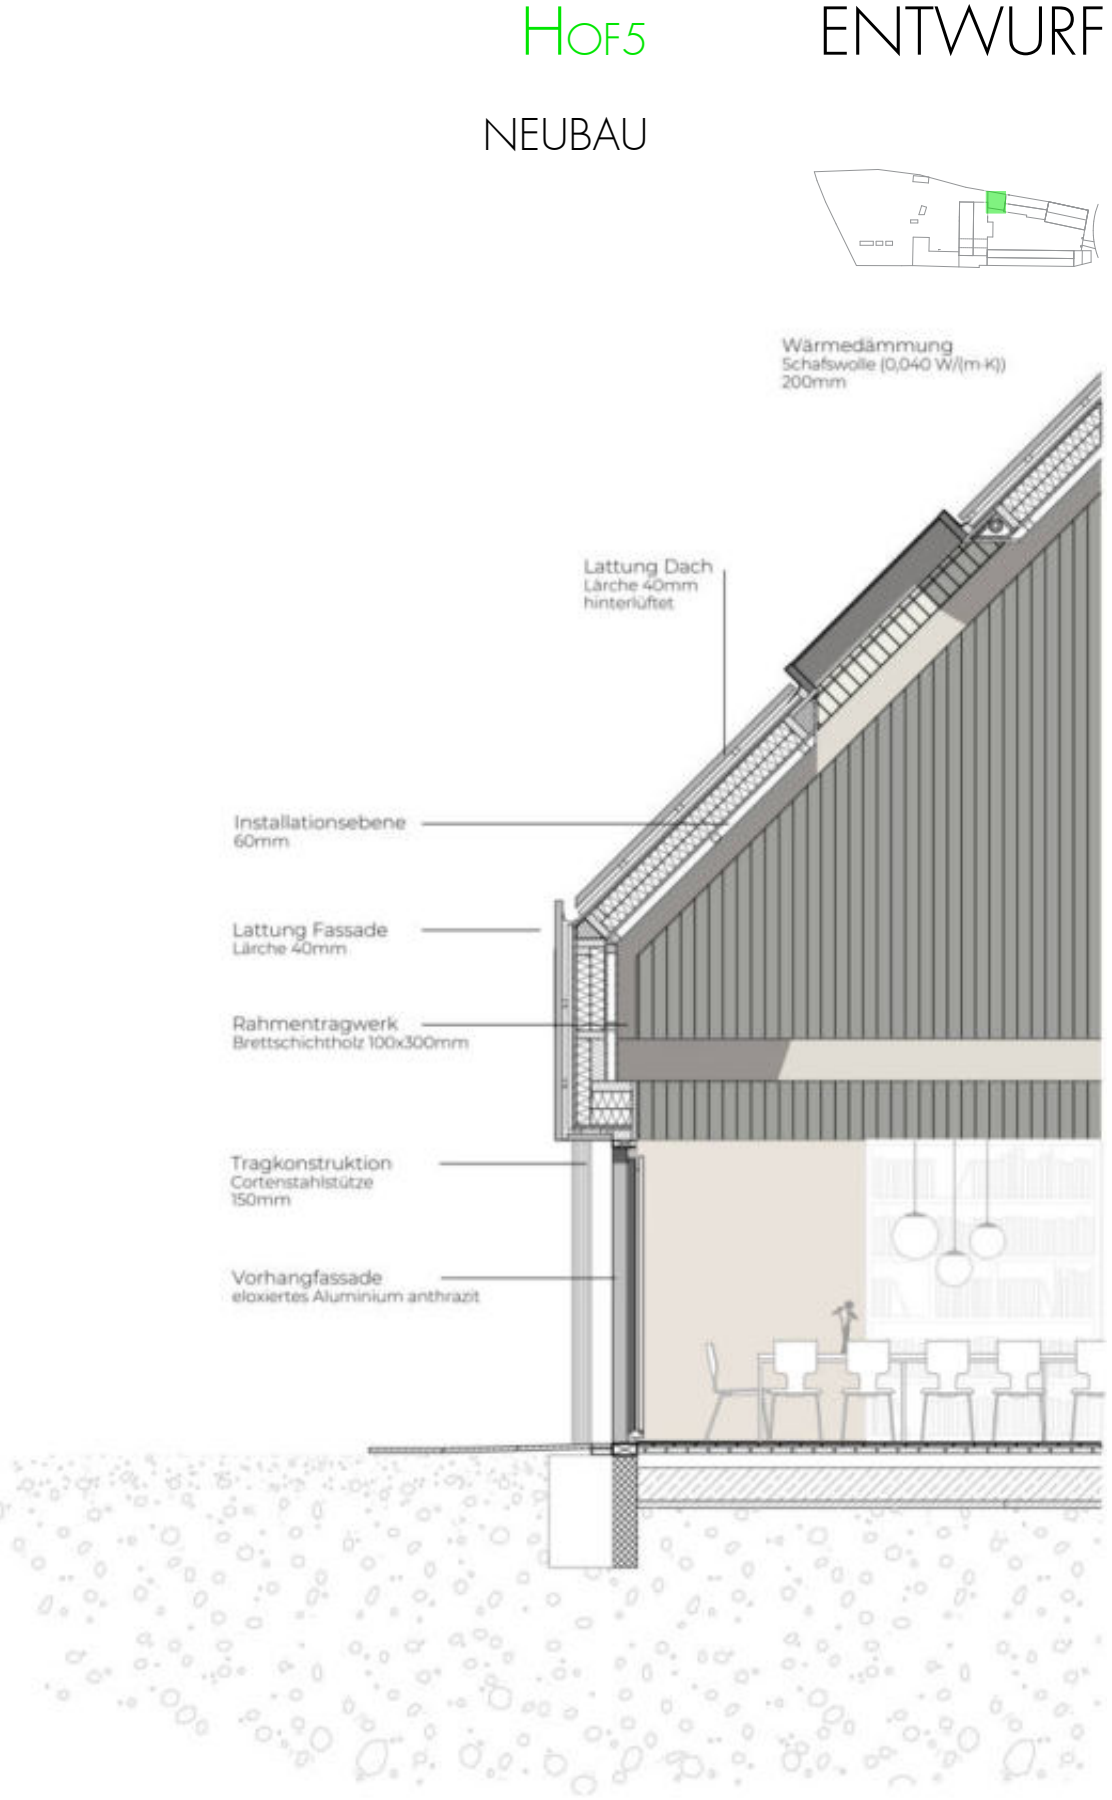 HOF5
ENTWURF
NEUBAU
Wärmedämmung
Schafswolle (0,040 W/(m·K))
200mm
Lattung Dach
Lärche 40mm
hinterlüftet
Installationsebene
60mm
Lattung Fassade
Lärche 40mm
Rahmentragwerk
Brettschichtholz 100x300mm
Tragkonstruktion
Cortenstahlstütze
150mm
Vorhangfassade
eloxiertes Aluminium anthrazit